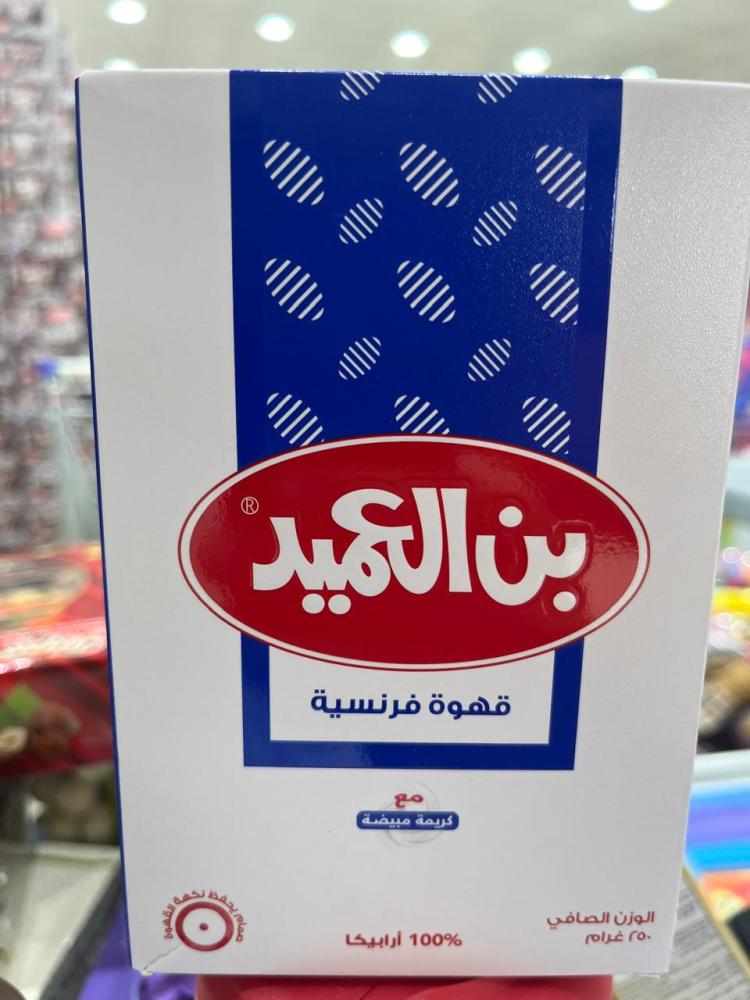 بن العميد ®
قهوة فرنسية
مع
كريمة مبيضة
صمام يحفظ نكهة القهوة
100% أرابيكا
الوزن الصافي
٢٥٠ غرام